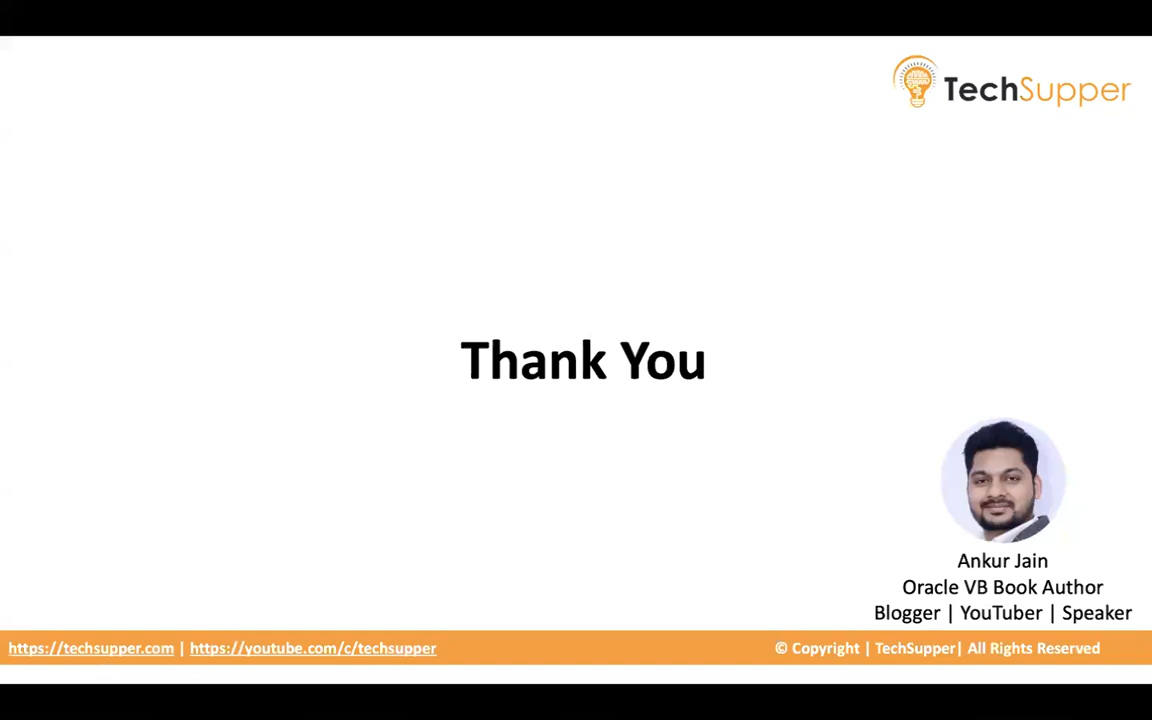 TechSupper
Thank You
Ankur Jain
Oracle VB Book Author
Blogger | YouTuber | Speaker
https://techsupper.com | https://youtube.com/c/techsupper
© Copyright | TechSupper| All Rights Reserved